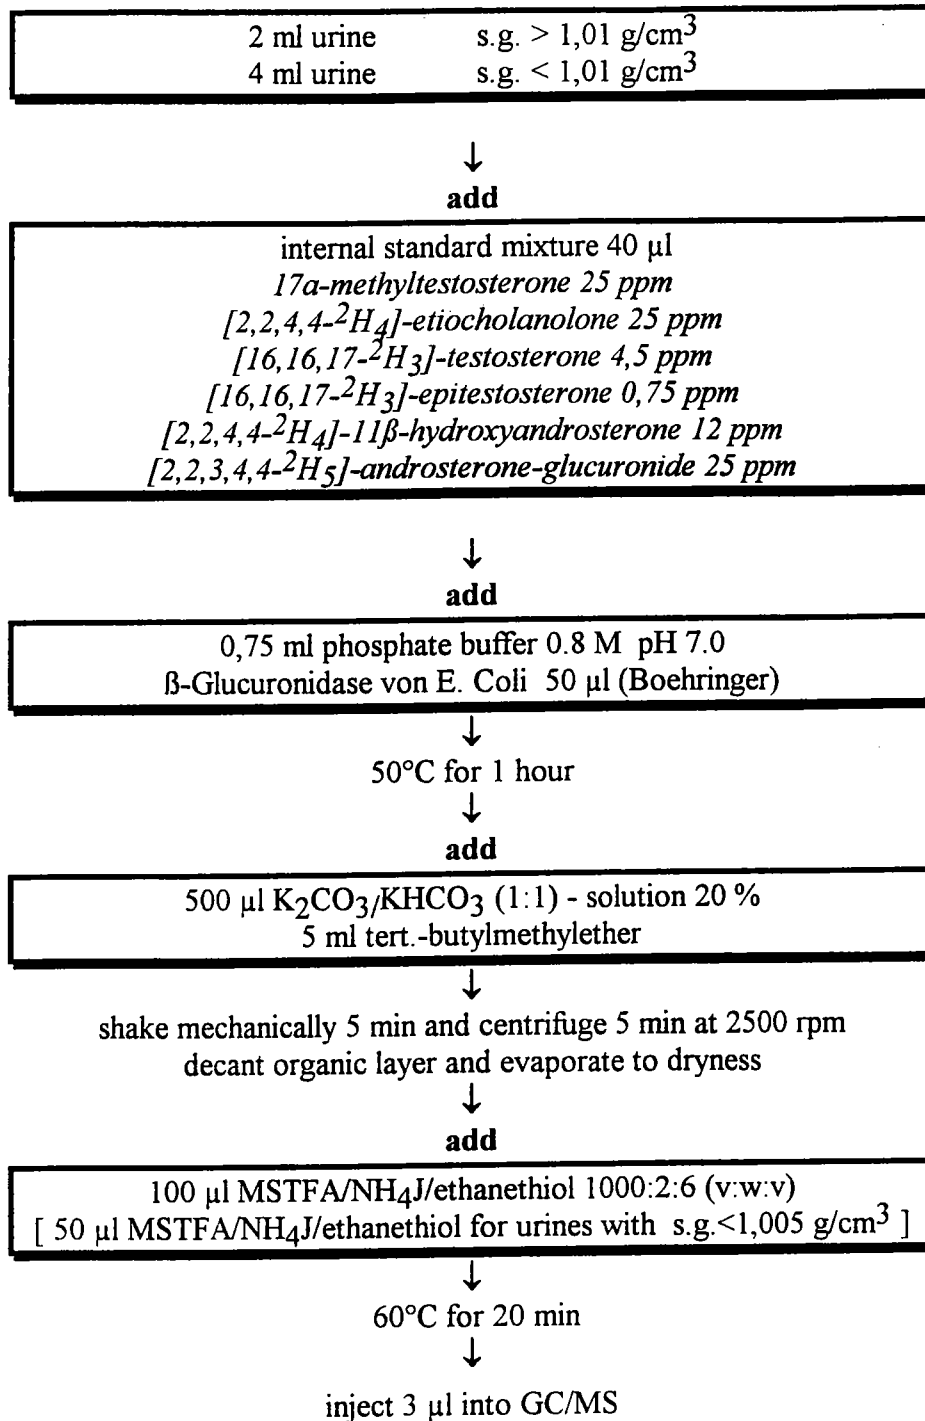 2 ml urine s.g. > 1,01 g/cm³
4 ml urine s.g. < 1,01 g/cm³
↓
add
internal standard mixture 40 µl
17a-methyltestosterone 25 ppm
[2,2,4,4-²H₄]-etiocholanolone 25 ppm
[16,16,17-²H₃]-testosterone 4,5 ppm
[16,16,17-²H₃]-epitestosterone 0,75 ppm
[2,2,4,4-²H₄]-11β-hydroxyandrosterone 12 ppm
[2,2,3,4,4-²H₅]-androsterone-glucuronide 25 ppm
↓
add
0,75 ml phosphate buffer 0.8 M pH 7.0
ß-Glucuronidase von E. Coli 50 µl (Boehringer)
↓
50°C for 1 hour
↓
add
500 µl K₂CO₃/KHCO₃ (1:1) - solution 20 %
5 ml tert.-butylmethylether
↓
shake mechanically 5 min and centrifuge 5 min at 2500 rpm
decant organic layer and evaporate to dryness
↓
add
100 µl MSTFA/NH₄J/ethanethiol 1000:2:6 (v:w:v)
[ 50 µl MSTFA/NH₄J/ethanethiol for urines with s.g.<1,005 g/cm³ ]
↓
60°C for 20 min
↓
inject 3 µl into GC/MS